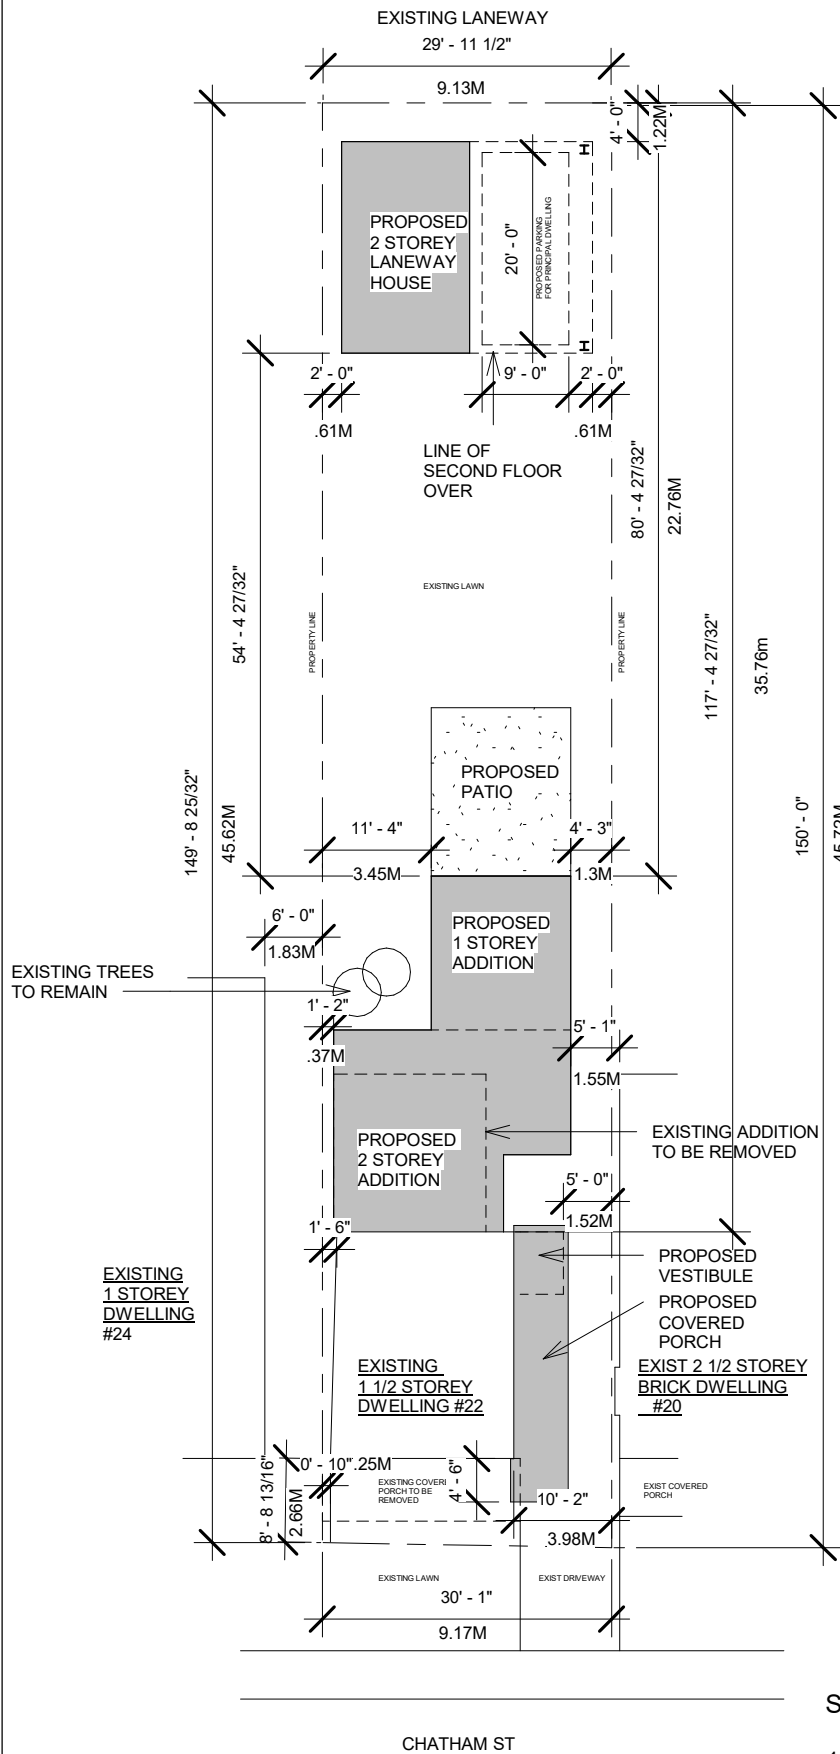 EXISTING LANEWAY
29' - 11 1/2"
9.13M
4' - 0"
1.22M
PROPOSED
2 STOREY
LANEWAY
HOUSE
20' - 0"
PROPOSED PARKING
FOR PRINCIPAL DWELLING
H
H
2' - 0"
.61M
9' - 0"
2' - 0"
.61M
LINE OF
SECOND FLOOR
OVER
80' - 4 27/32"
22.76M
EXISTING LAWN
54' - 4 27/32"
PROPERTY LINE
PROPERTY LINE
117' - 4 27/32"
35.76m
149' - 8 25/32"
45.62M
150' - 0"
PROPOSED
PATIO
11' - 4"
3.45M
4' - 3"
1.3M
6' - 0"
1.83M
PROPOSED
1 STOREY
ADDITION
EXISTING TREES
TO REMAIN
1' - 2"
.37M
5' - 1"
1.55M
PROPOSED
2 STOREY
ADDITION
EXISTING ADDITION
TO BE REMOVED
5' - 0"
1.52M
1' - 6"
PROPOSED
VESTIBULE
EXISTING
1 STOREY
DWELLING
#24
PROPOSED
COVERED
PORCH
EXISTING
1 1/2 STOREY
DWELLING #22
EXIST 2 1/2 STOREY
BRICK DWELLING
#20
8' - 8 13/16"
2.66M
0' - 10"
.25M
EXISTING COVERI
PORCH TO BE
REMOVED
4' - 6"
10' - 2"
3.98M
EXIST COVERED
PORCH
EXISTING LAWN
EXIST DRIVEWAY
30' - 1"
9.17M
S
CHATHAM ST